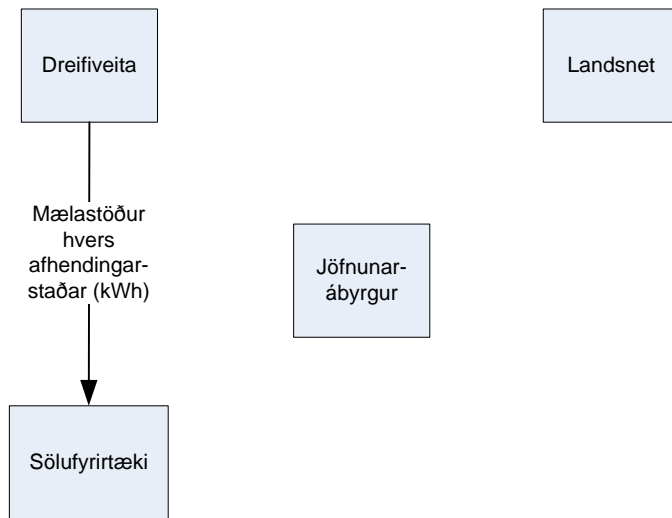 Dreifiveita
Landsnet
Mælastöður
hvers
afhendingar-
staðar (kWh)
Jöfnunar-
ábyrgur
Sölufyrirtæki